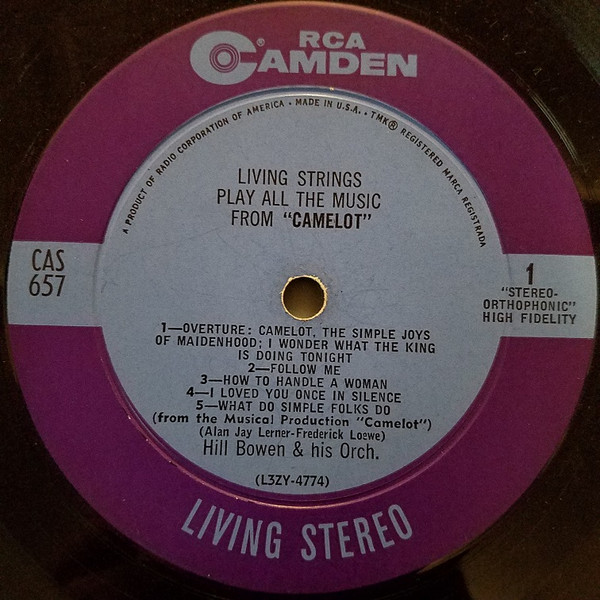 RCA
CAMDEN®
A PRODUCT OF RADIO CORPORATION OF AMERICA • MADE IN U.S.A. • TMK® REGISTERED MARCA REGISTRADA
LIVING STRINGS
PLAY ALL THE MUSIC
FROM "CAMELOT"
CAS
657
1
"STEREO-
ORTHOPHONIC"
HIGH FIDELITY
1—OVERTURE: CAMELOT, THE SIMPLE JOYS
OF MAIDENHOOD; I WONDER WHAT THE KING
IS DOING TONIGHT
2—FOLLOW ME
3—HOW TO HANDLE A WOMAN
4—I LOVED YOU ONCE IN SILENCE
5—WHAT DO SIMPLE FOLKS DO
(from the Musical Production "Camelot")
(Alan Jay Lerner-Frederick Loewe)
Hill Bowen & his Orch.
(L3ZY-4774)
LIVING STEREO